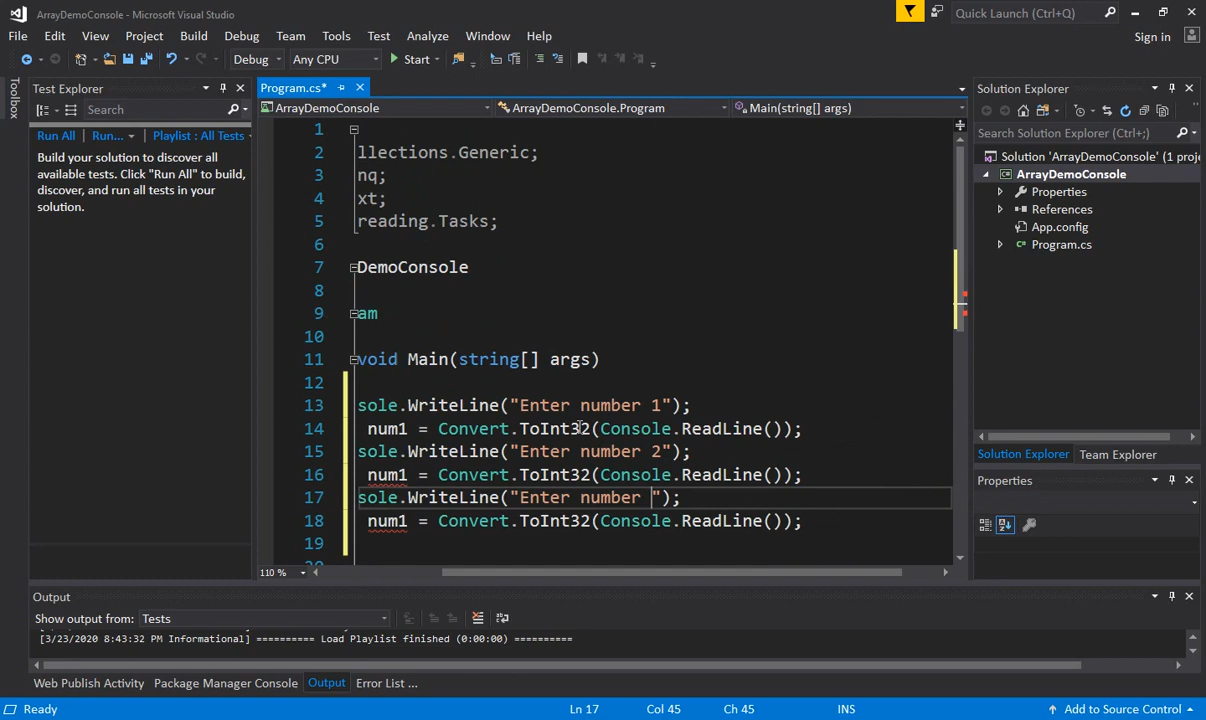 ArrayDemoConsole - Microsoft Visual Studio
Quick Launch (Ctrl+;)
File Edit View Project Build Debug Team Tools Test Analyze Window Help
Sign in
Debug Any CPU Start
Toolbox
Test Explorer
Search
Run All Run... Playlist : All Tests
Build your solution to discover all
available tests. Click "Run All" to
build, discover, and run all tests in your
solution.
Program.cs*
ArrayDemoConsole ArrayDemoConsole.Program Main(string[] args)
1
2 llections.Generic;
3 nq;
4 xt;
5 reading.Tasks;
6
7 DemoConsole
8
9 am
10
11 void Main(string[] args)
12
13 sole.WriteLine("Enter number 1");
14 num1 = Convert.ToInt32(Console.ReadLine());
15 sole.WriteLine("Enter number 2");
16 num1 = Convert.ToInt32(Console.ReadLine());
17 sole.WriteLine("Enter number ");
18 num1 = Convert.ToInt32(Console.ReadLine());
19
110 %
Solution Explorer
Search Solution Explorer (Ctrl+;)
Solution 'ArrayDemoConsole' (1 proje
ArrayDemoConsole
Properties
References
App.config
Program.cs
Solution Explorer Team Explorer
Properties
Output
Show output from: Tests
[3/23/2020 8:43:32 PM Informational] ========== Load Playlist finished (0:00:00) ==========
Web Publish Activity Package Manager Console Output Error List ...
Ready Ln 17 Col 45 Ch 45 INS Add to Source Control